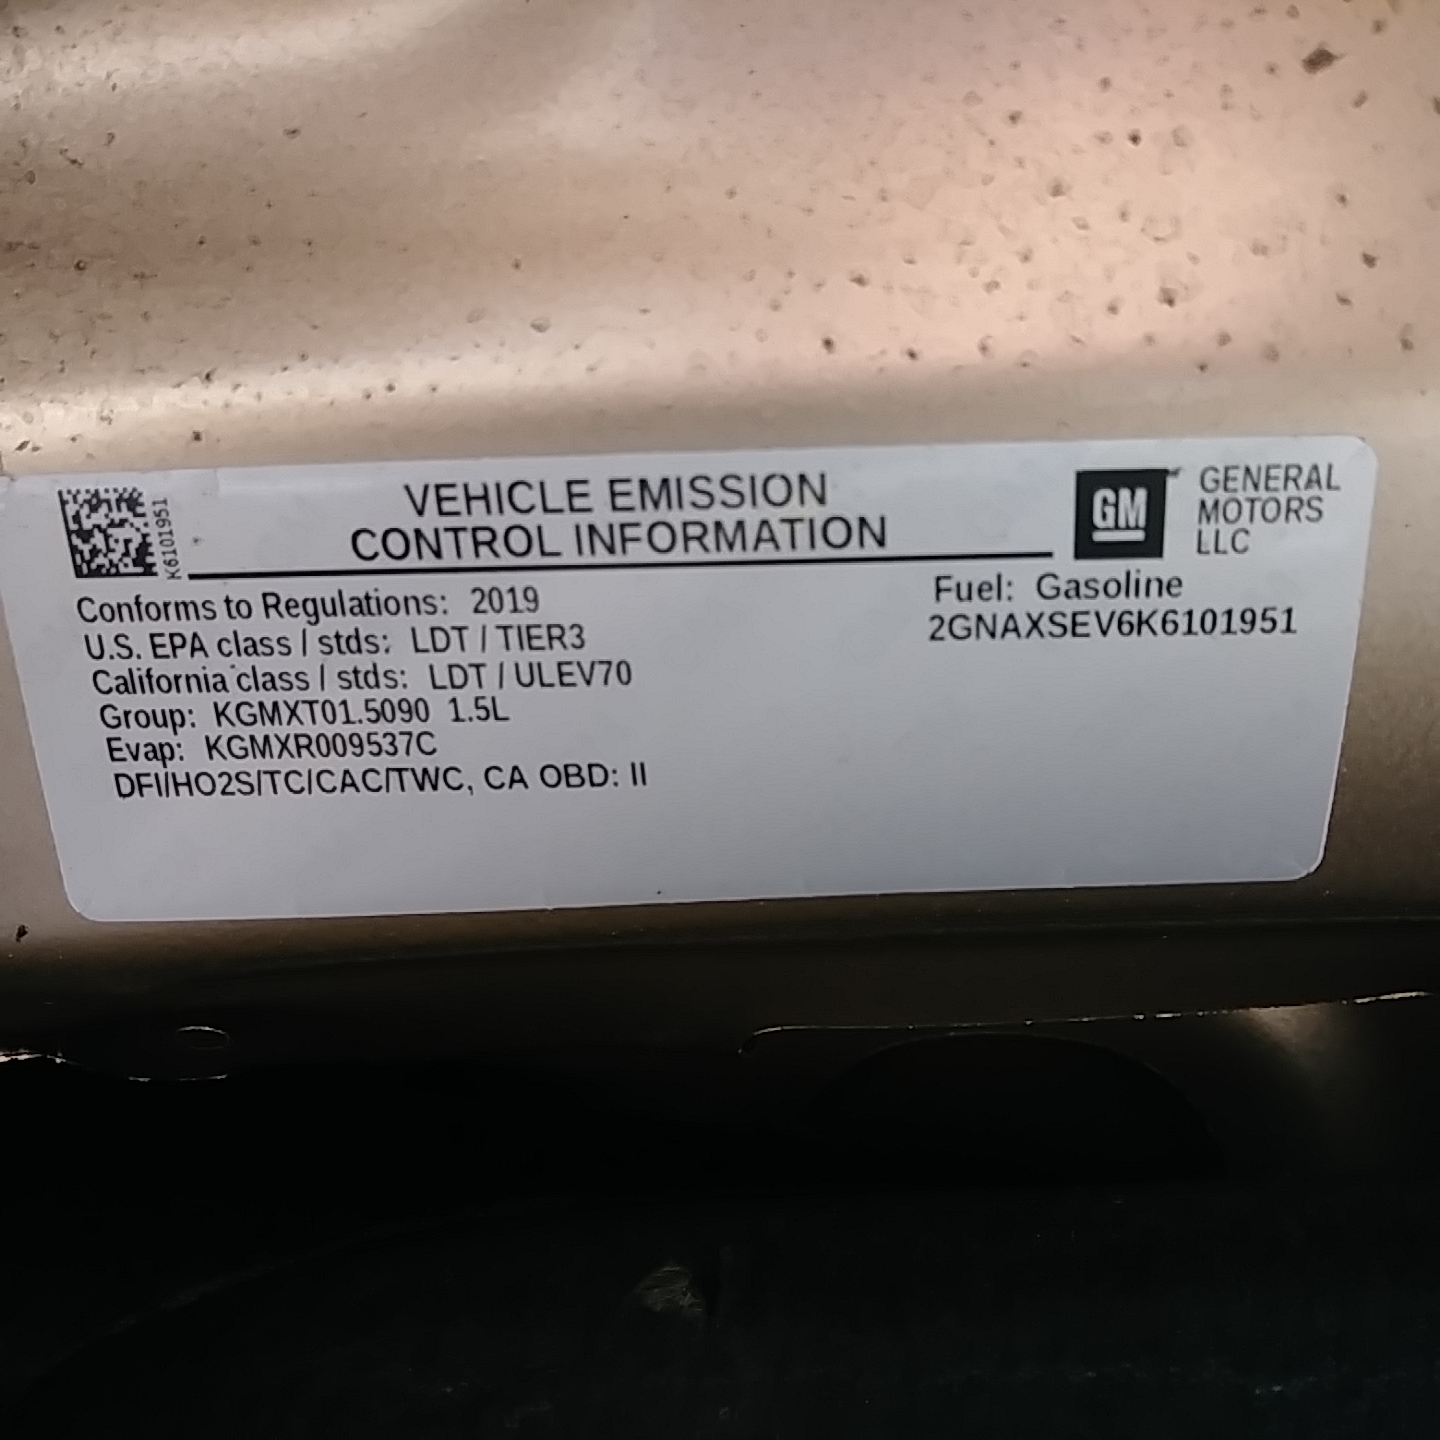 K6101951
VEHICLE EMISSION
CONTROL INFORMATION
GM
GENERAL
MOTORS
LLC
Conforms to Regulations: 2019
U.S. EPA class / stds: LDT / TIER3
California class / stds: LDT / ULEV70
Group: KGMXT01.5090 1.5L
Evap: KGMXR009537C
DFI/HO2S/TC/CAC/TWC, CA OBD: II
Fuel: Gasoline
2GNAXSEV6K6101951